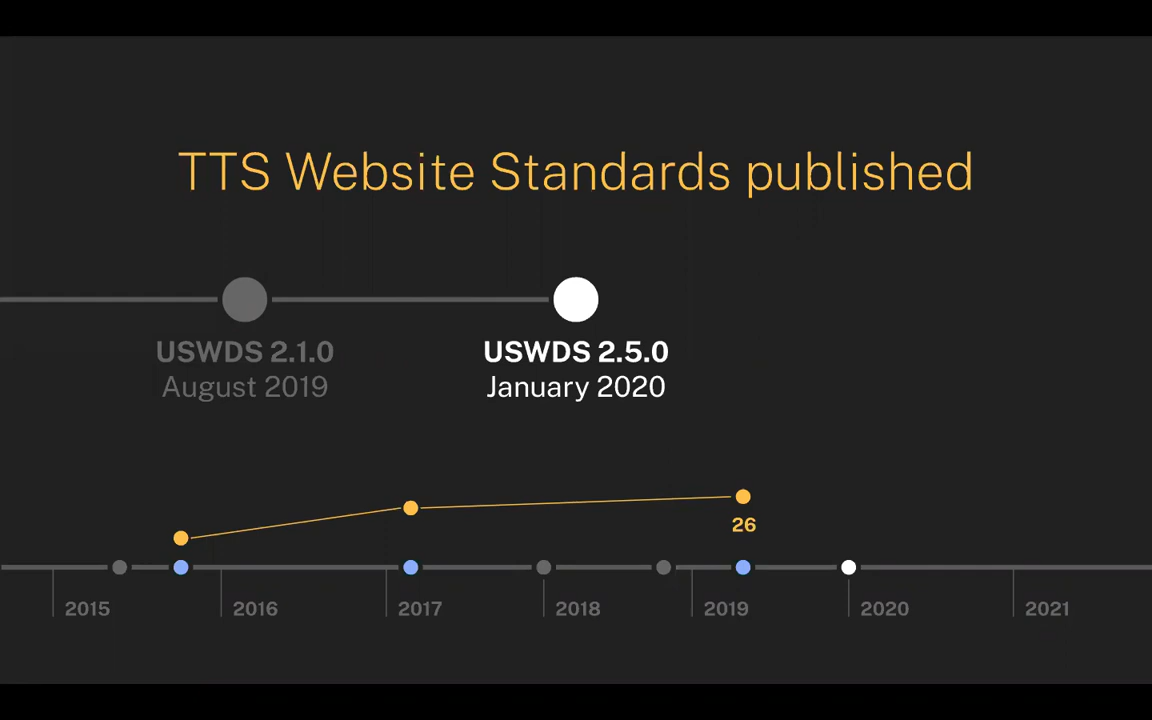 TTS Website Standards published
USWDS 2.1.0
August 2019
USWDS 2.5.0
January 2020
26
2015
2016
2017
2018
2019
2020
2021